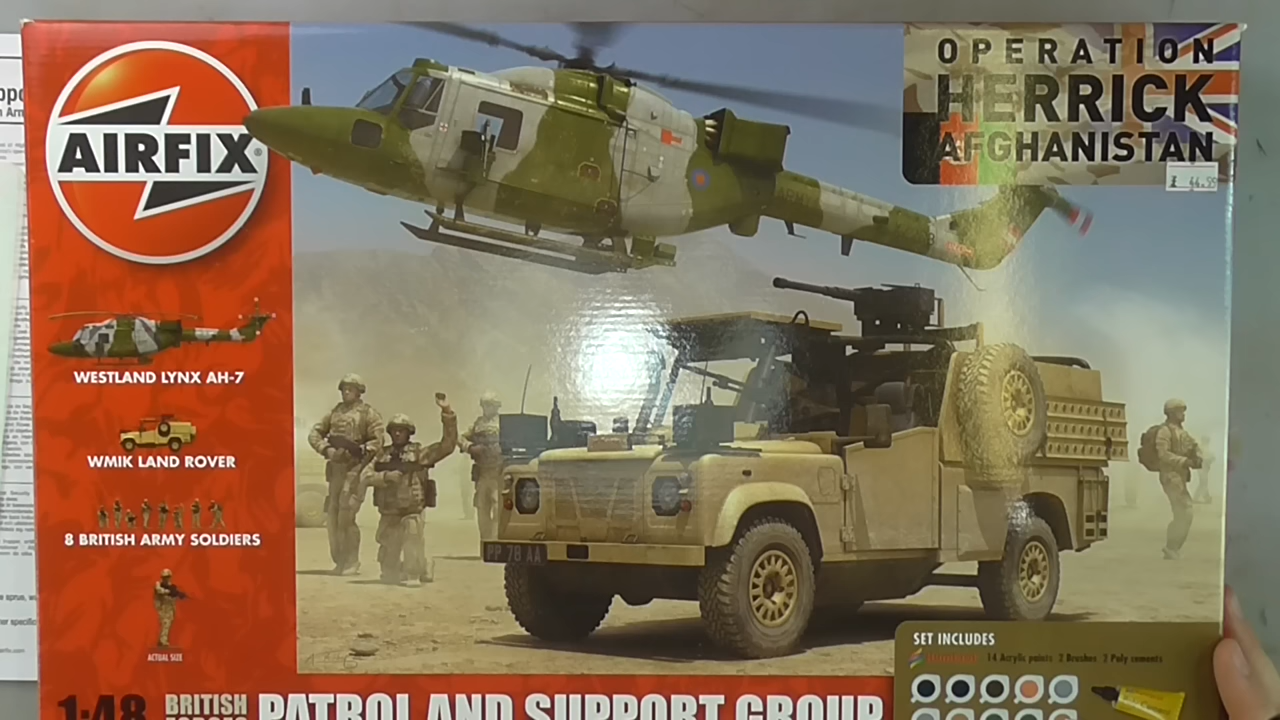 AIRFIX
OPERATION
HERRICK
AFGHANISTAN
£ 44.99
WESTLAND LYNX AH-7
WMIK LAND ROVER
8 BRITISH ARMY SOLDIERS
ACTUAL SIZE
PP 78 AA
SET INCLUDES
14 Acrylic paints 2 Brushes 2 Poly cements
1:48
BRITISH
FORCES
PATROL AND SUPPORT GROUP